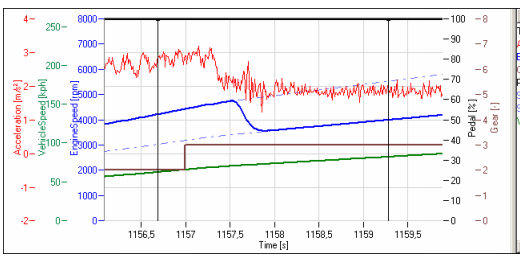 4– 250– 8000– –100 –8
3– 7000– –90 –7
200– 6000– –80 –6
2– –70
5000– –60 –5
1– 150– 4000– –50 –4
0– 100– 3000– –40 –3
–30
-1– 50– 2000– –20 –2
1000– –10 –1
-2– 0– 0– –0 –0
Acceleration [m/s²]
VehicleSpeed [kph]
EngineSpeed [rpm]
Pedal [%]
Gear [-]
1156,5 1157 1157,5 1158 1158,5 1159 1159,5
Time [s]